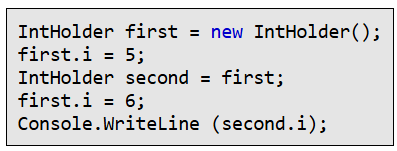 IntHolder first = new IntHolder();
first.i = 5;
IntHolder second = first;
first.i = 6;
Console.WriteLine (second.i);